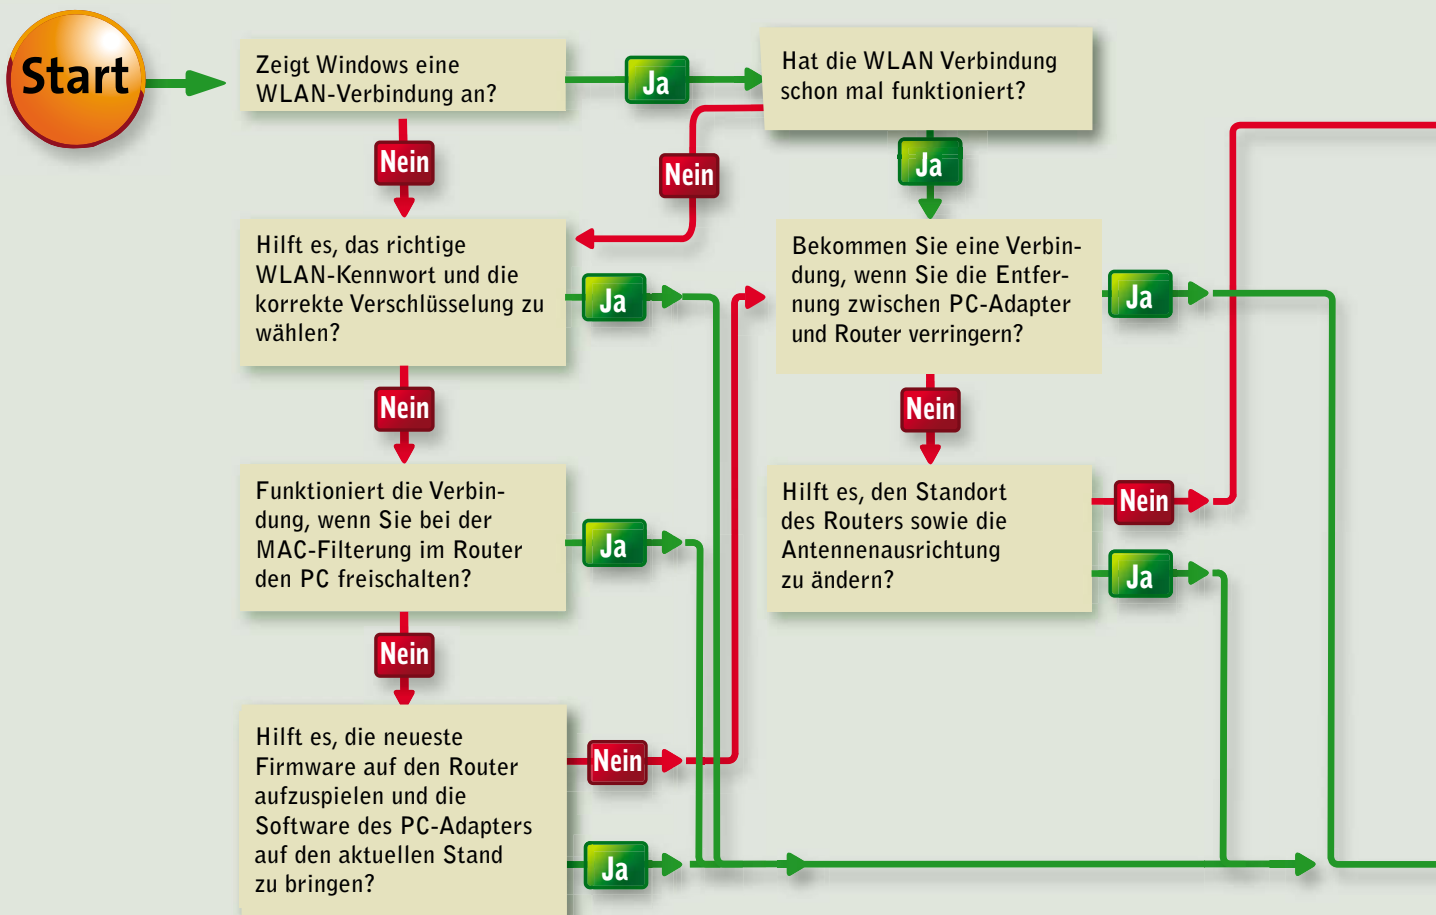 Start
Zeigt Windows eine
WLAN-Verbindung an?
Ja
Hat die WLAN Verbindung
schon mal funktioniert?
Nein
Nein
Ja
Hilft es, das richtige
WLAN-Kennwort und die
korrekte Verschlüsselung zu
wählen?
Ja
Bekommen Sie eine Verbin-
dung, wenn Sie die Entfer-
nung zwischen PC-Adapter
und Router verringern?
Ja
Nein
Nein
Funktioniert die Verbin-
dung, wenn Sie bei der
MAC-Filterung im Router
den PC freischalten?
Ja
Hilft es, den Standort
des Routers sowie die
Antennenausrichtung
zu ändern?
Nein
Ja
Nein
Hilft es, die neueste
Firmware auf den Router
aufzuspielen und die
Software des PC-Adapters
auf den aktuellen Stand
zu bringen?
Nein
Ja